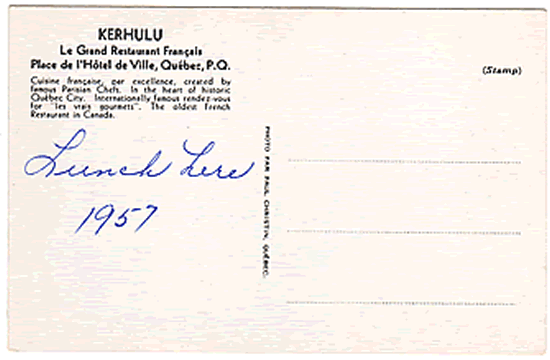 KERHULU
Le Grand Restaurant Français
Place de l'Hôtel de Ville, Québec, P.Q.
Cuisine française, par excellence, created by
famous Parisian Chefs. In the heart of historic
Québec City. Internationally famous rendez-vous
for "les vrais gourmets". The oldest French
Restaurant in Canada.
(Stamp)
Lunch here
1957
PHOTO PAR PAUL CHRISTIN, QUÉBEC.